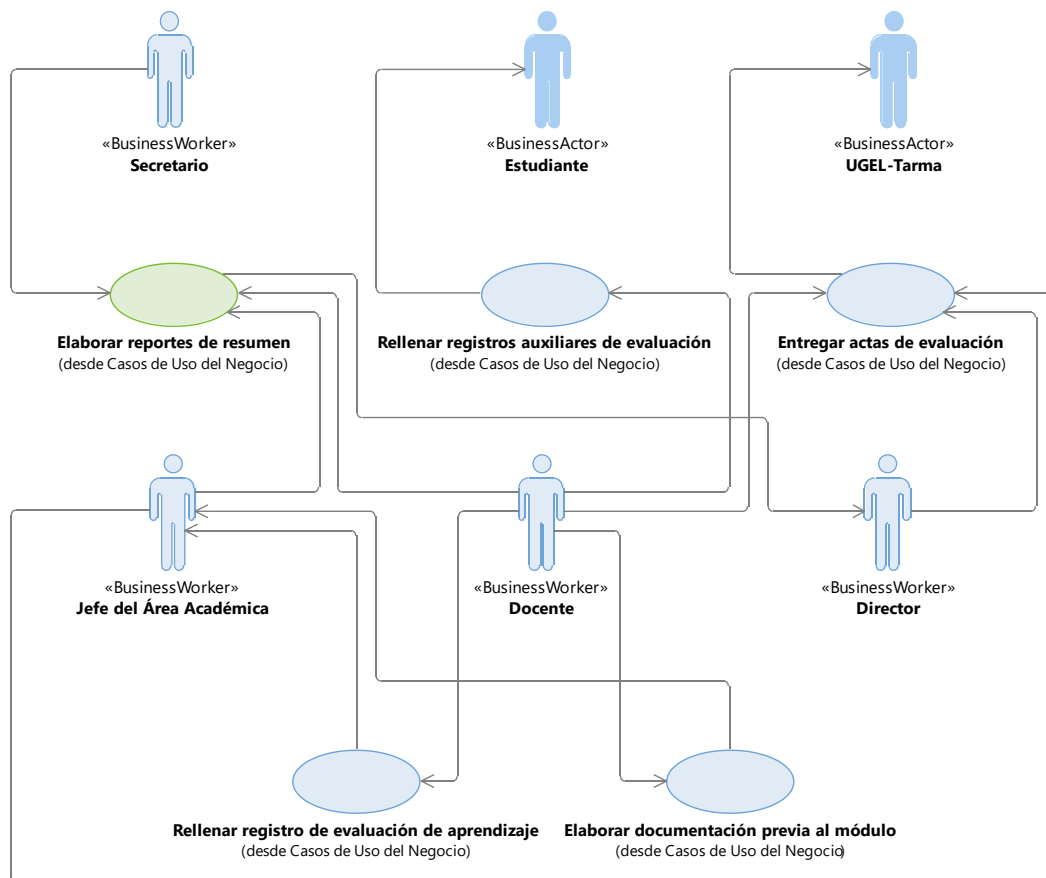 «BusinessWorker»
Secretario
«BusinessActor»
Estudiante
«BusinessActor»
UGEL-Tarma
Elaborar reportes de resumen
(desde Casos de Uso del Negocio)
Rellenar registros auxiliares de evaluación
(desde Casos de Uso del Negocio)
Entregar actas de evaluación
(desde Casos de Uso del Negocio)
«BusinessWorker»
Jefe del Área Académica
«BusinessWorker»
Docente
«BusinessWorker»
Director
Rellenar registro de evaluación de aprendizaje
(desde Casos de Uso del Negocio)
Elaborar documentación previa al módulo
(desde Casos de Uso del Negocio)